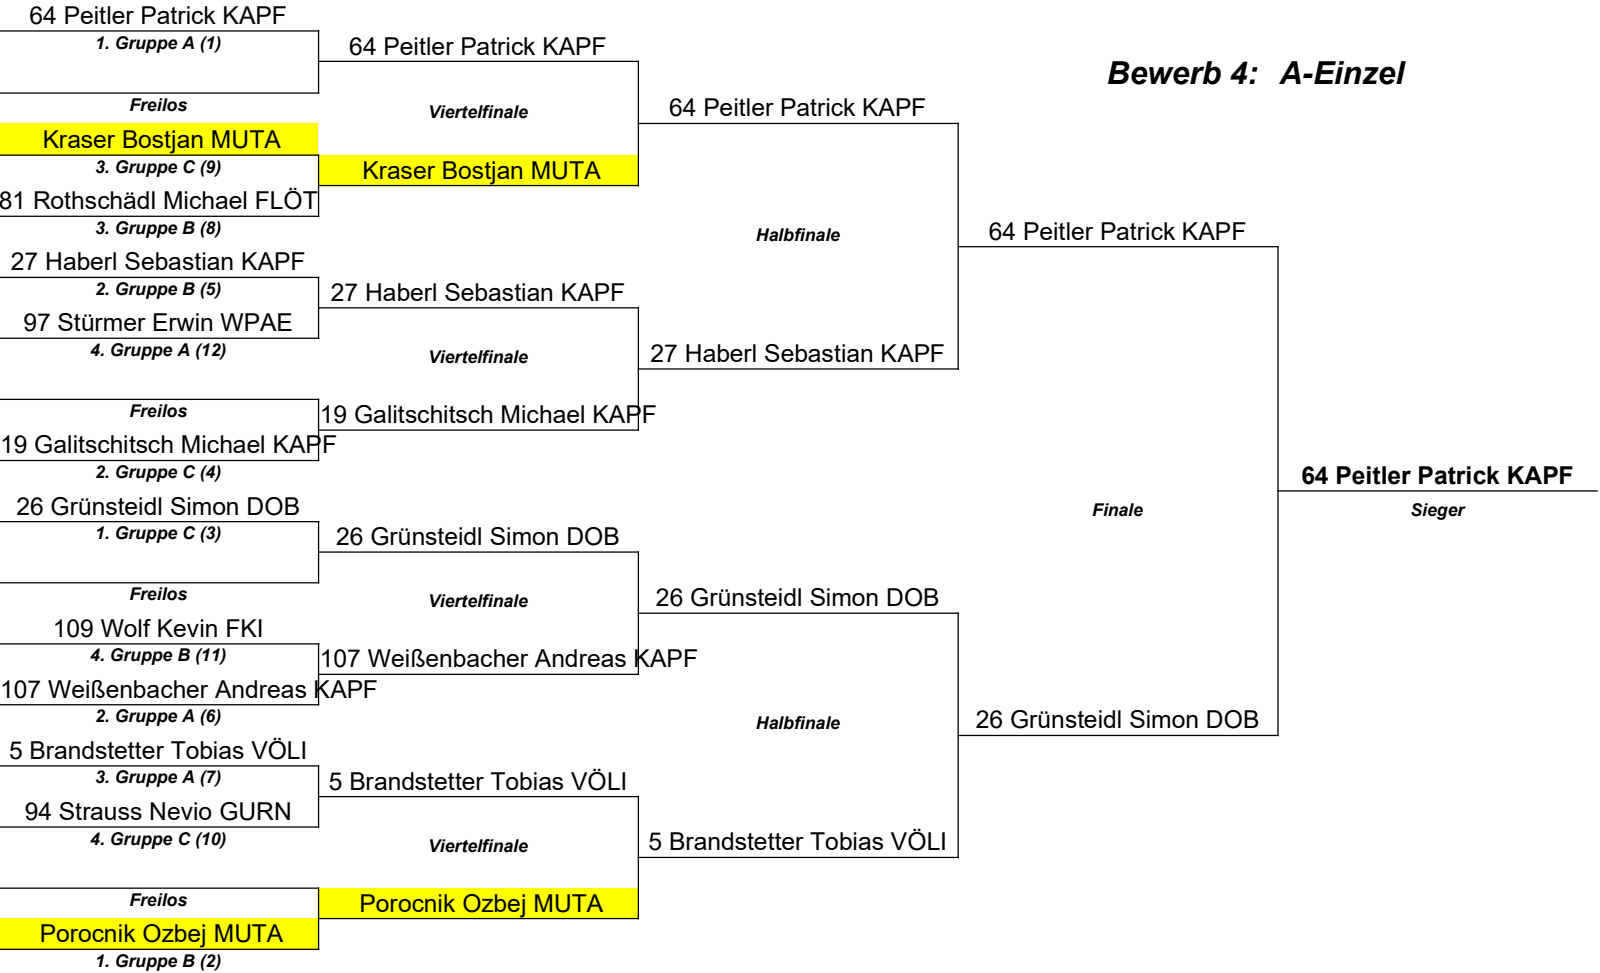 64 Peitler Patrick KAPF
1. Gruppe A (1)
Freilos
Kraser Bostjan MUTA
3. Gruppe C (9)
81 Rothschädl Michael FLÖT
3. Gruppe B (8)
27 Haberl Sebastian KAPF
2. Gruppe B (5)
97 Stürmer Erwin WPAE
4. Gruppe A (12)
Freilos
19 Galitschitsch Michael KAPF
2. Gruppe C (4)
26 Grünsteidl Simon DOB
1. Gruppe C (3)
Freilos
109 Wolf Kevin FKI
4. Gruppe B (11)
107 Weißenbacher Andreas KAPF
2. Gruppe A (6)
5 Brandstetter Tobias VÖLI
3. Gruppe A (7)
94 Strauss Nevio GURN
4. Gruppe C (10)
Freilos
Porocnik Ozbej MUTA
1. Gruppe B (2)
64 Peitler Patrick KAPF
Viertelfinale
Kraser Bostjan MUTA
27 Haberl Sebastian KAPF
Viertelfinale
19 Galitschitsch Michael KAPF
26 Grünsteidl Simon DOB
Viertelfinale
107 Weißenbacher Andreas KAPF
5 Brandstetter Tobias VÖLI
Viertelfinale
Porocnik Ozbej MUTA
64 Peitler Patrick KAPF
Halbfinale
27 Haberl Sebastian KAPF
26 Grünsteidl Simon DOB
Halbfinale
5 Brandstetter Tobias VÖLI
Bewerb 4: A-Einzel
64 Peitler Patrick KAPF
Finale
26 Grünsteidl Simon DOB
64 Peitler Patrick KAPF
Sieger